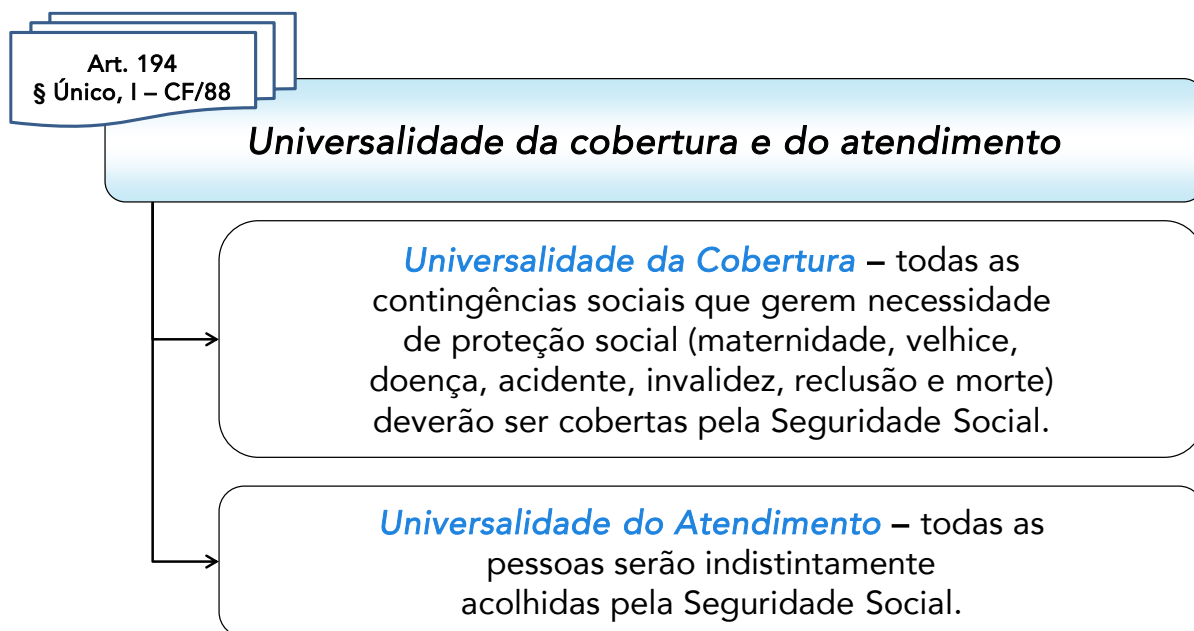 Art. 194
§ Único, I – CF/88
Universalidade da cobertura e do atendimento
Universalidade da Cobertura – todas as
contingências sociais que gerem necessidade
de proteção social (maternidade, velhice,
doença, acidente, invalidez, reclusão e morte)
deverão ser cobertas pela Seguridade Social.
Universalidade do Atendimento – todas as
pessoas serão indistintamente
acolhidas pela Seguridade Social.